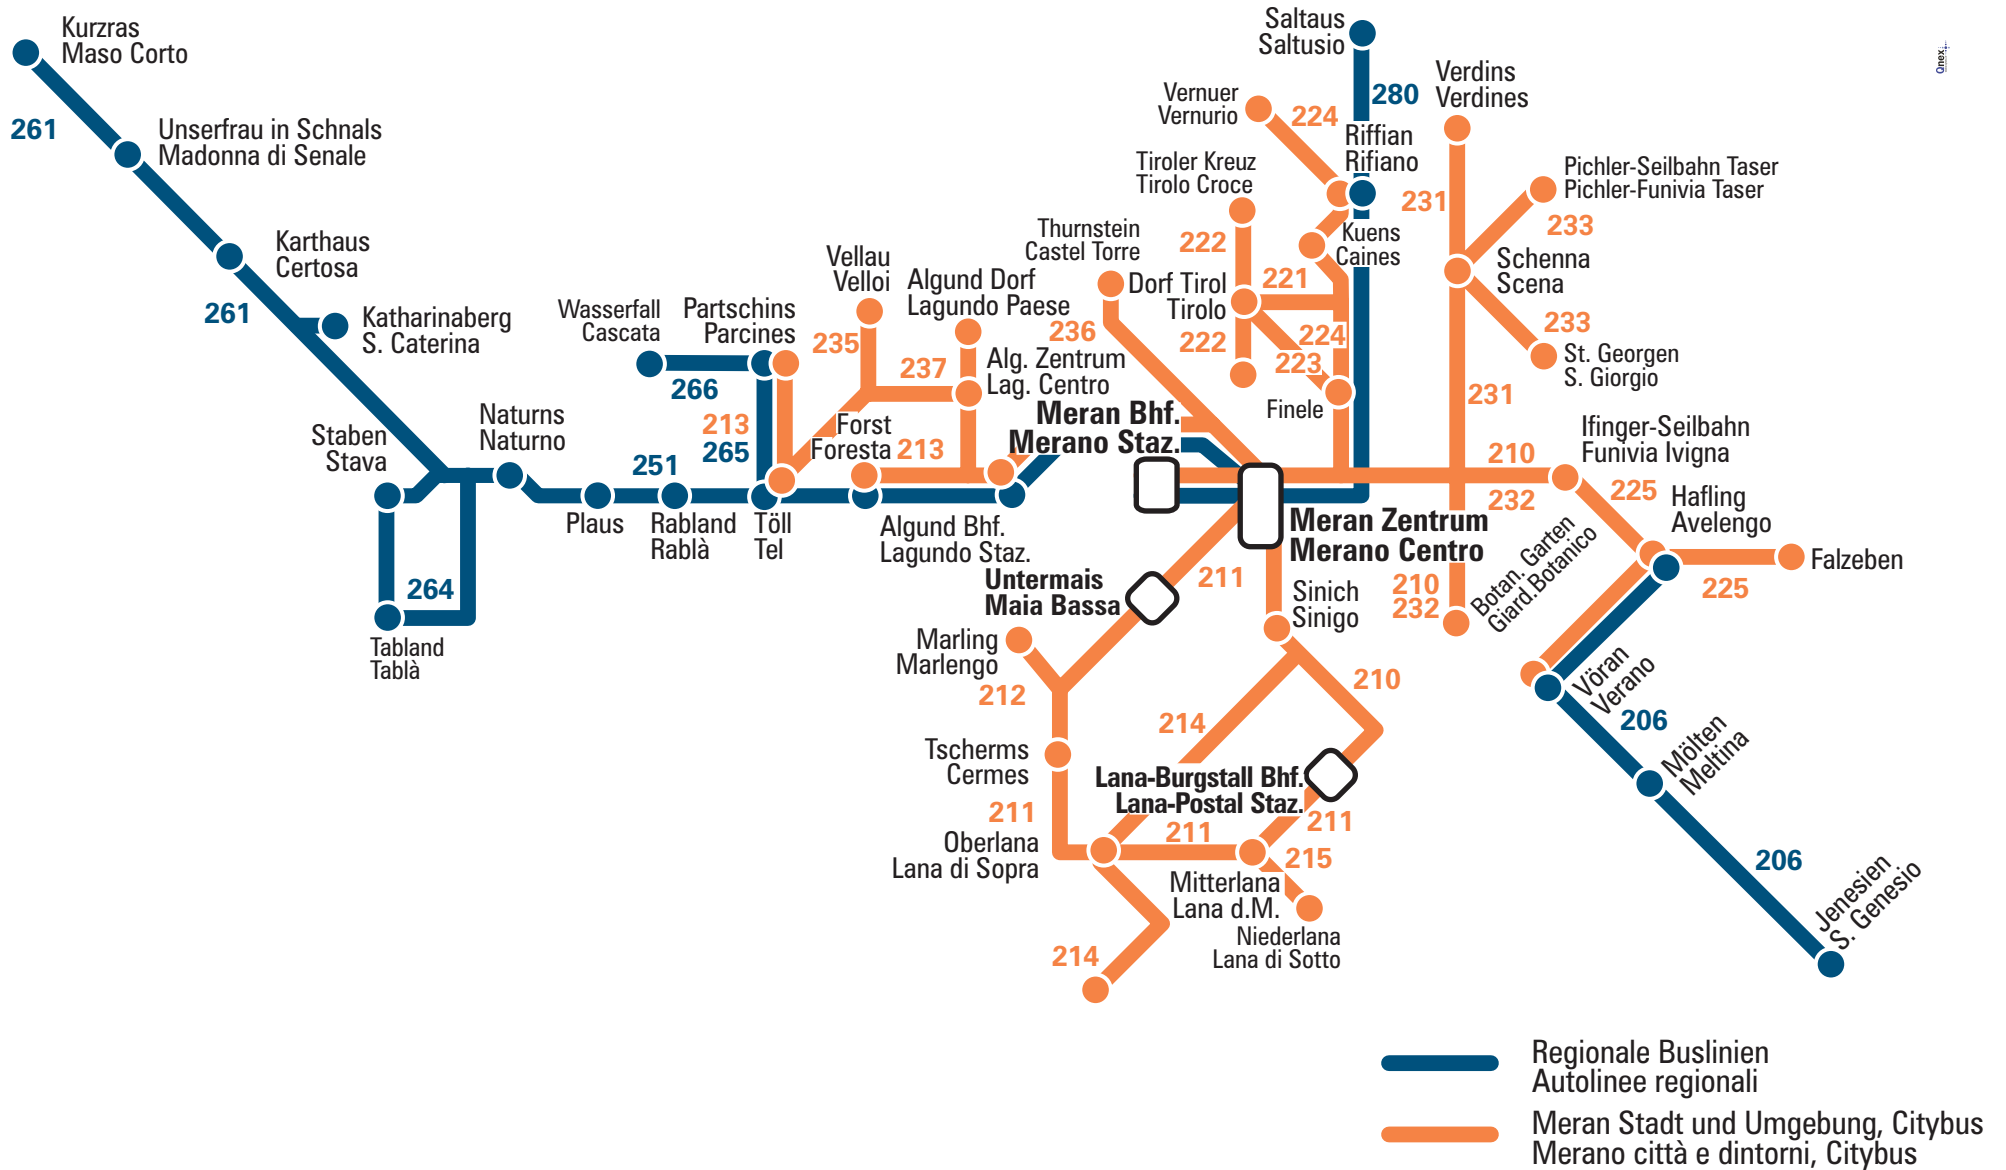 Kurzras
Maso Corto
261
Unserfrau in Schnals
Madonna di Senale
Karthaus
Certosa
261
Katharinaberg
S. Caterina
Staben
Stava
Naturns
Naturno
264
Tabland
Tablà
Plaus
251
Rabland
Rablà
Wasserfall
Cascata
266
Partschins
Parcines
213
265
Töll
Tel
Vellau
Velloi
235
Algund Dorf
Lagundo Paese
237
Alg. Zentrum
Lag. Centro
Forst
Foresta
213
Algund Bhf.
Lagundo Staz.
Thurnstein
Castel Torre
236
Meran Bhf.
Merano Staz.
Saltaus
Saltusio
280
Vernuer
Vernurio
224
Riffian
Rifiano
Tiroler Kreuz
Tirolo Croce
222
Kuens
Caines
Dorf Tirol
Tirolo
221
222
224
223
Finele
Verdins
Verdines
231
Pichler-Seilbahn Taser
Pichler-Funivia Taser
233
Schenna
Scena
233
St. Georgen
S. Giorgio
231
Ifinger-Seilbahn
Funivia Ivigna
210
232
225
Hafling
Avelengo
Falzeben
225
Botan. Garten
Giard. Botanico
210
232
Meran Zentrum
Merano Centro
Untermais
Maia Bassa
211
Sinich
Sinigo
Marling
Marlengo
212
210
214
Tscherms
Cermes
211
Lana-Burgstall Bhf.
Lana-Postal Staz.
211
211
Oberlana
Lana di Sopra
215
Mitterlana
Lana d.M.
Niederlana
Lana di Sotto
214
Vöran
Verano
206
Mölten
Meltina
206
Jenesien
S. Genesio
Qnex
Regionale Buslinien
Autolinee regionali
Meran Stadt und Umgebung, Citybus
Merano città e dintorni, Citybus